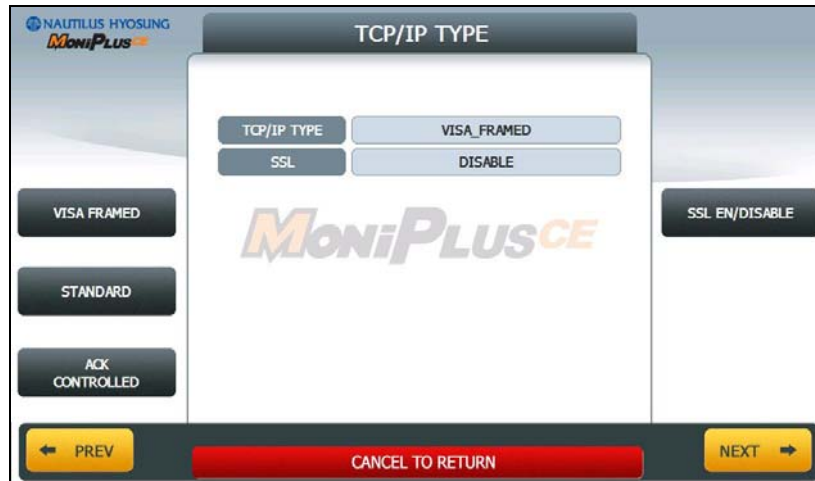 NAUTILUS HYOSUNG
MoniPlusCE
TCP/IP TYPE
TCP/IP TYPE
VISA_FRAMED
SSL
DISABLE
VISA FRAMED
SSL EN/DISABLE
MoniPlusCE
STANDARD
ACK
CONTROLLED
PREV
CANCEL TO RETURN
NEXT